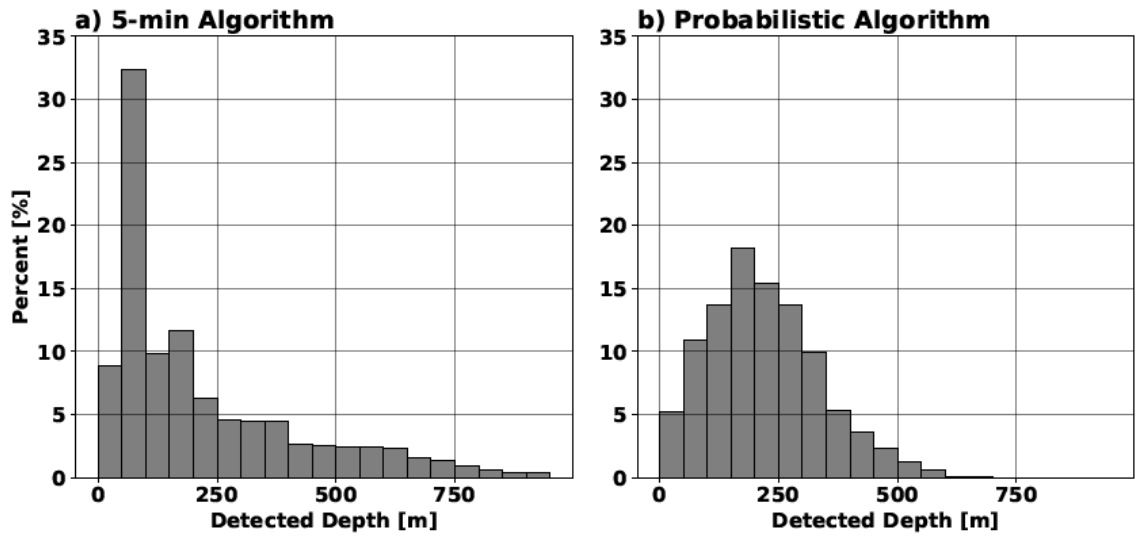 a) 5-min Algorithm
35
30
25
20
15
10
5
0
Percent [%]
0 250 500 750
Detected Depth [m]
b) Probabilistic Algorithm
35
30
25
20
15
10
5
0
0 250 500 750
Detected Depth [m]